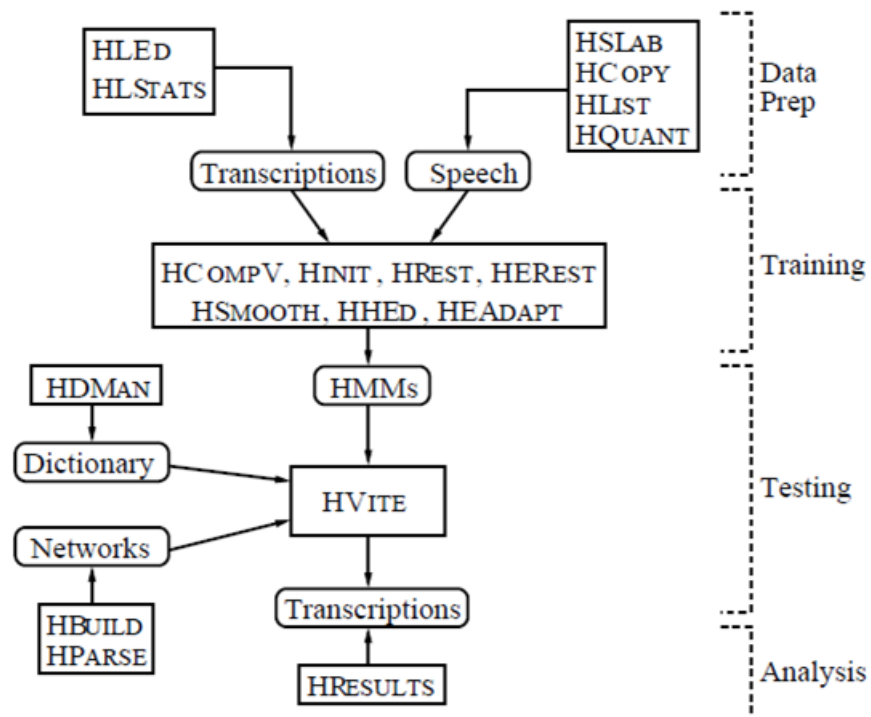 HLED
HLSTATS
HSLAB
HCOPY
HLIST
HQUANT
Data
Prep
Transcriptions
Speech
HCOMPV, HINIT, HREST, HEREST
HSMOOTH, HHED, HEADAPT
Training
HDMAN
HMMs
Dictionary
HVITE
Testing
Networks
Transcriptions
HBUILD
HPARSE
HRESULTS
Analysis